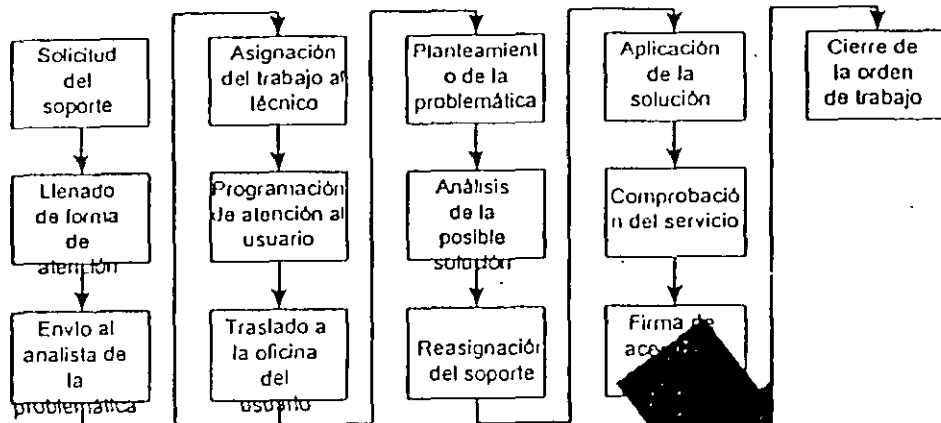 Solicitud
del
soporte
Llenado
de forma
de
atención
Envío al
analista de
la
problemática
Asignación
del trabajo al
técnico
Programación
de atención al
usuario
Traslado a
la oficina
del
usuario
Planteamient
o de la
problemática
Análisis
de la
posible
solución
Reasignación
del soporte
Aplicación
de la
solución
Comprobació
n del servicio
Firma de
Cierre de
la orden
de trabajo